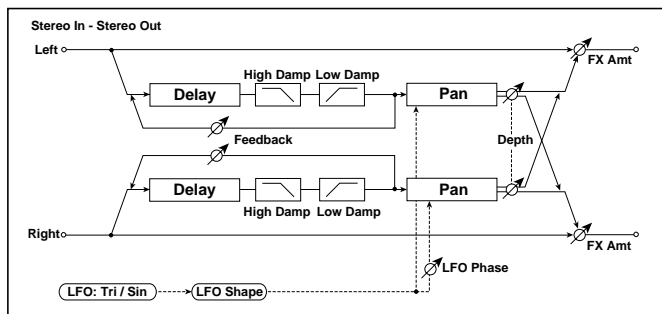 Stereo In - Stereo Out
Left
FX Amt
High Damp
Low Damp
Delay
Pan
Feedback
Depth
Delay
Pan
High Damp
Low Damp
Right
FX Amt
LFO Phase
LFO: Tri / Sin
LFO Shape